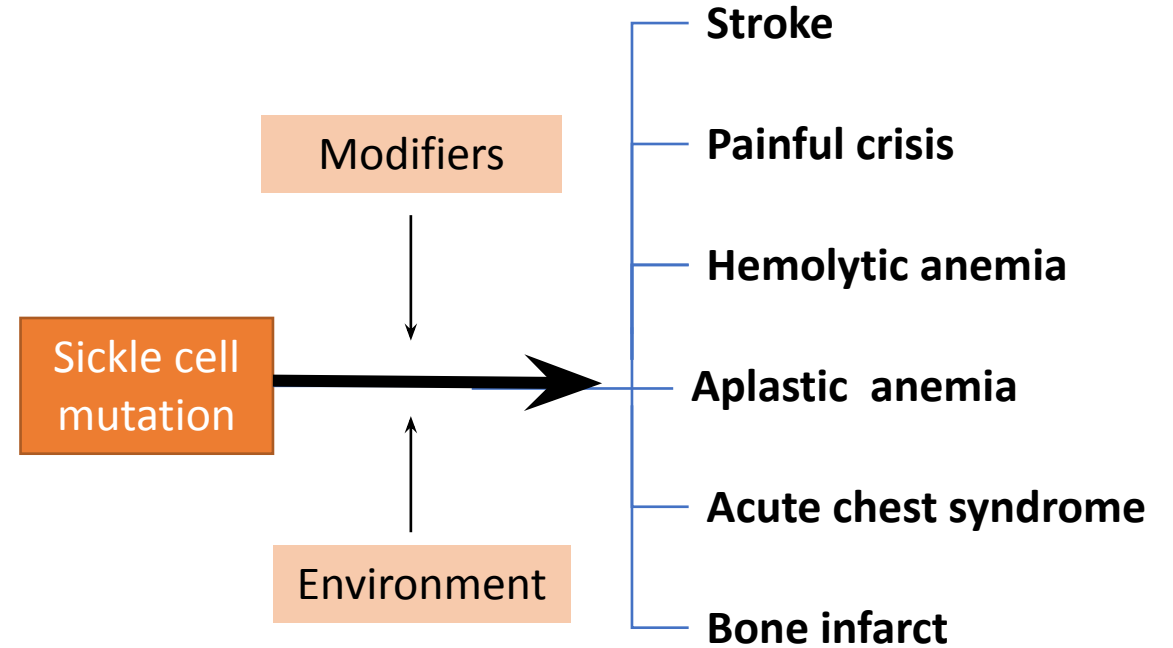 Stroke
Modifiers
Painful crisis
Hemolytic anemia
Sickle cell
mutation
Aplastic  anemia
Acute chest syndrome
Environment
Bone infarct